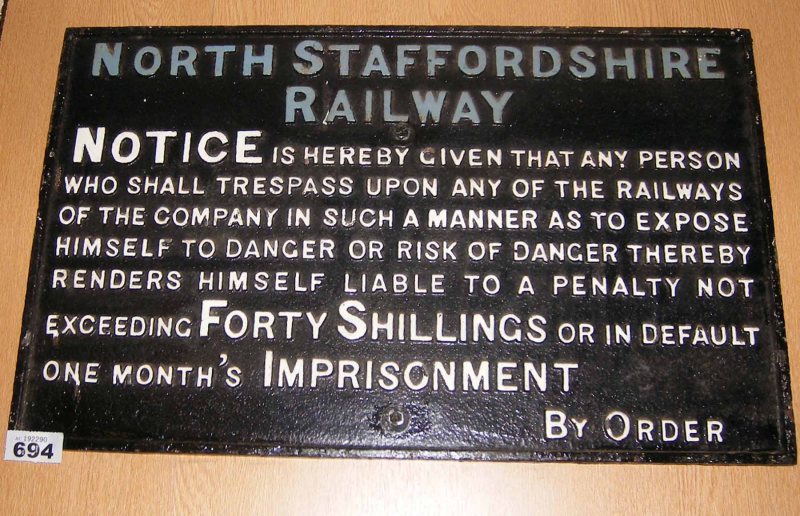 NORTH STAFFORDSHIRE
RAILWAY
NOTICE IS HEREBY GIVEN THAT ANY PERSON
WHO SHALL TRESPASS UPON ANY OF THE RAILWAYS
OF THE COMPANY IN SUCH A MANNER AS TO EXPOSE
HIMSELF TO DANGER OR RISK OF DANGER THEREBY
RENDERS HIMSELF LIABLE TO A PENALTY NOT
EXCEEDING FORTY SHILLINGS OR IN DEFAULT
ONE MONTH'S IMPRISONMENT
BY ORDER
AL 192290
694